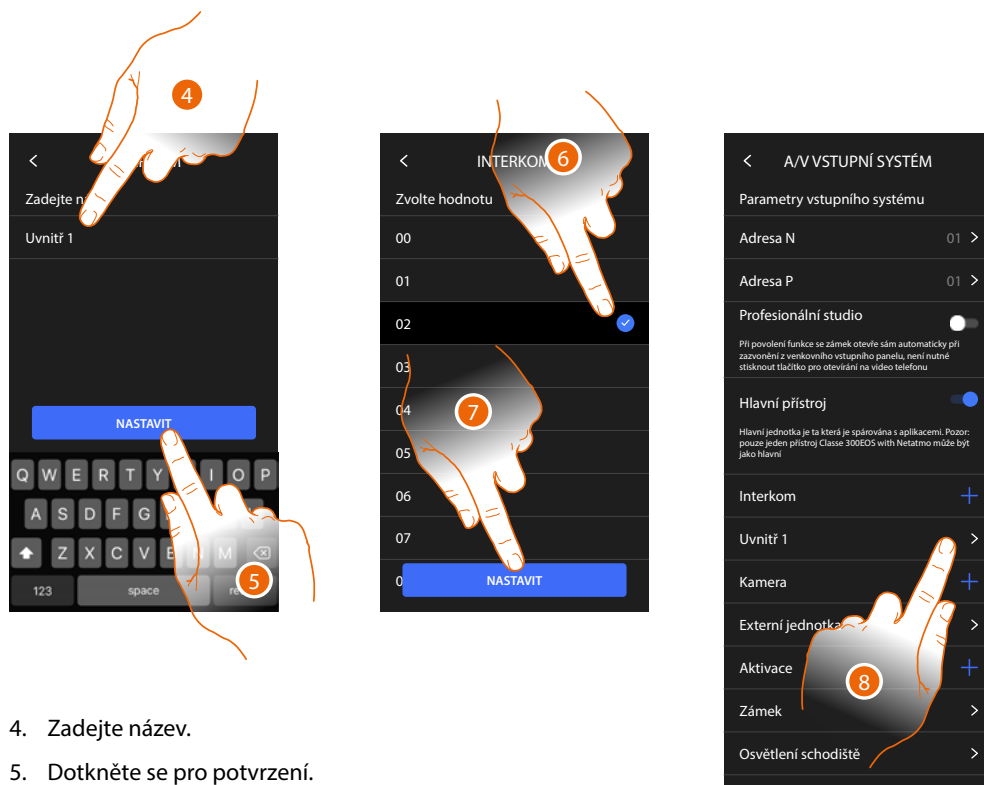 4
Zadejte
Uvnitř 1
NASTAVIT
Q W E R T Y I O P
A S D F G
Z X C V B N M
123 space
5
INTERKOM
6
Zvolte hodnotu
00
01
02
03
04
7
05
06
07
0
NASTAVIT
A/V VSTUPNÍ SYSTÉM
Parametry vstupního systému
Adresa N 01
Adresa P 01
Profesionální studio
Při povolení funkce se zámek otevře sám automaticky při
zazvonění z venkovního vstupního panelu, není nutné
stisknout tlačítko pro otevírání na video telefonu
Hlavní přístroj
Hlavní jednotka je ta která je spárována s aplikacemi. Pozor:
pouze jeden přístroj Classe 300EOS with Netatmo může být
jako hlavní
Interkom
Uvnitř 1
Kamera
Externí jednotka
Aktivace
8
Zámek
Osvětlení schodiště
4. Zadejte název.
5. Dotkněte se pro potvrzení.